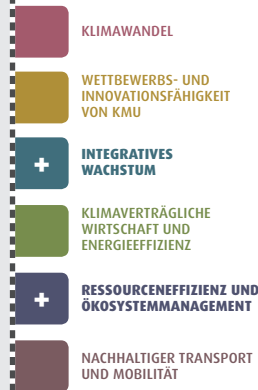 KLIMAWANDEL
WETTBEWERBS- UND
INNOVATIONSFÄHIGKEIT
VON KMU
+
INTEGRATIVES
WACHSTUM
KLIMAVERTRÄGLICHE
WIRTSCHAFT UND
ENERGIEEFFIZIENZ
+
RESSOURCENEFFIZIENZ UND
ÖKOSYSTEMMANAGEMENT
NACHHALTIGER TRANSPORT
UND MOBILITÄT